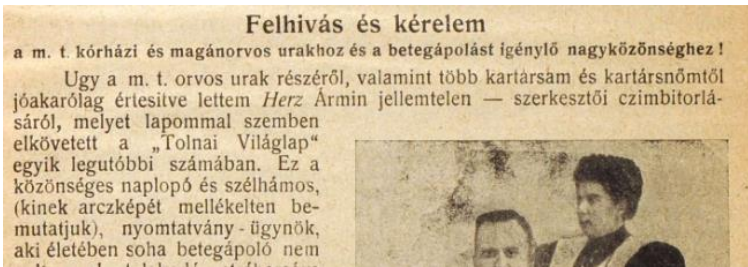 Felhivás és kérelem
a m. t. kórházi és magánorvos urakhoz és a betegápolást igénylő nagyközönséghez !
Ugy a m. t. orvos urak részéről, valamint több kartársam és kartársnőmtől
jóakarólag értesitve lettem Herz Ármin jellemtelen — szerkesztői czimbitorlá-
sáról, melyet lapommal szemben
elkövetett a „Tolnai Világlap“
egyik legutóbbi számában. Ez a
közönséges naplopó és szélhámos,
(kinek arczképét mellékelten be-
mutatjuk), nyomtatvány - ügynök,
aki életében soha betegápoló nem